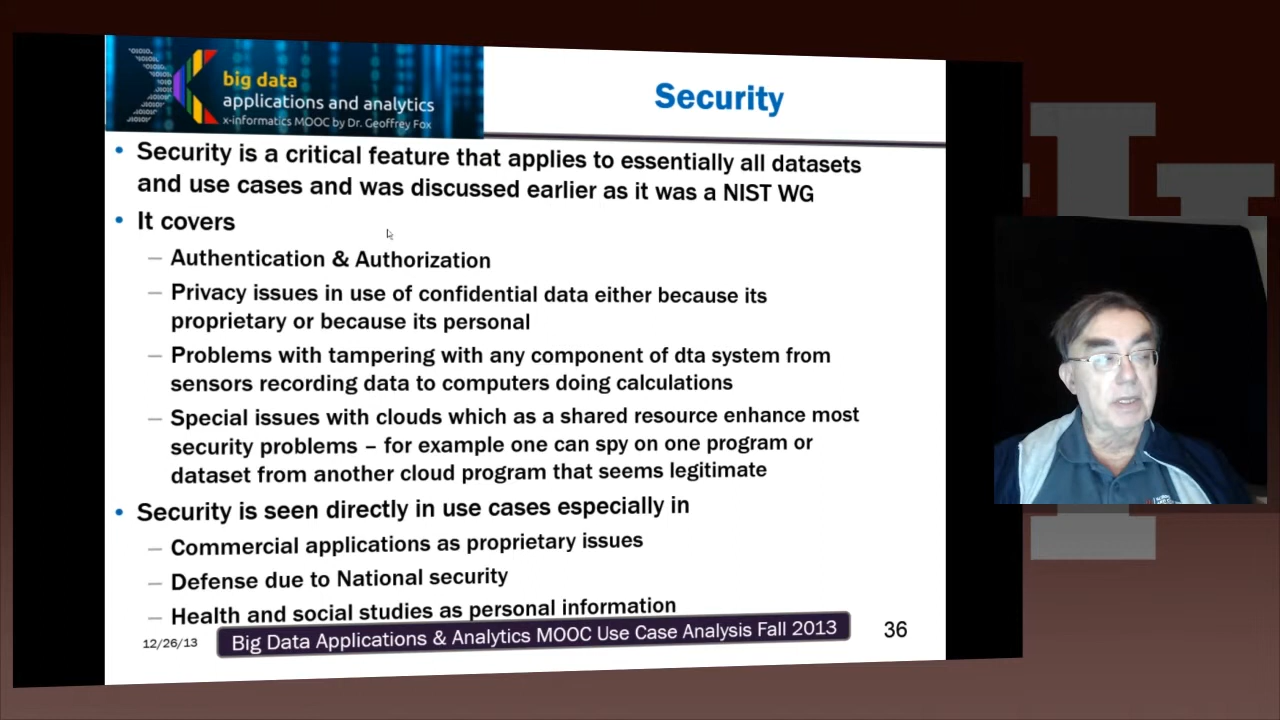 big data
applications and analytics
x-informatics MOOC by Dr. Geoffrey Fox
Security
• Security is a critical feature that applies to essentially all datasets
and use cases and was discussed earlier as it was a NIST WG
• It covers
– Authentication & Authorization
– Privacy issues in use of confidential data either because its
proprietary or because its personal
– Problems with tampering with any component of dta system from
sensors recording data to computers doing calculations
– Special issues with clouds which as a shared resource enhance most
security problems – for example one can spy on one program or
dataset from another cloud program that seems legitimate
• Security is seen directly in use cases especially in
– Commercial applications as proprietary issues
– Defense due to National security
– Health and social studies as personal information
12/26/13
Big Data Applications & Analytics MOOC Use Case Analysis Fall 2013
36